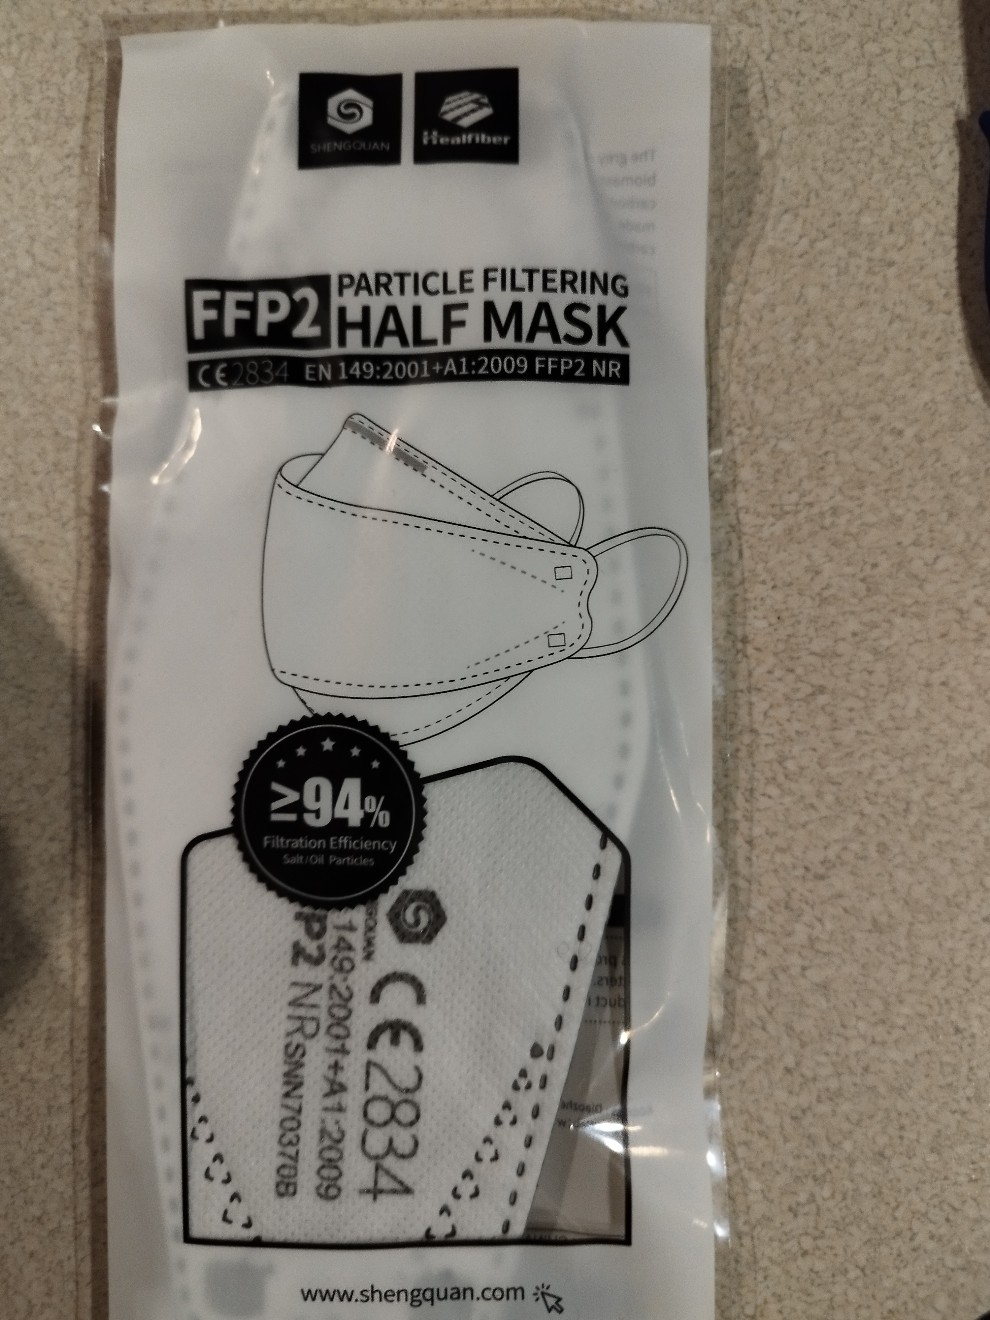 SHENGQUAN
Healfiber
FFP2 PARTICLE FILTERING
HALF MASK
CE2834 EN 149:2001+A1:2009 FFP2 NR
≥94%
Filtration Efficiency
Salt/Oil Particles
CE2834
149:2001+A1:2009
P2 NR SNN70370B
www.shengquan.com